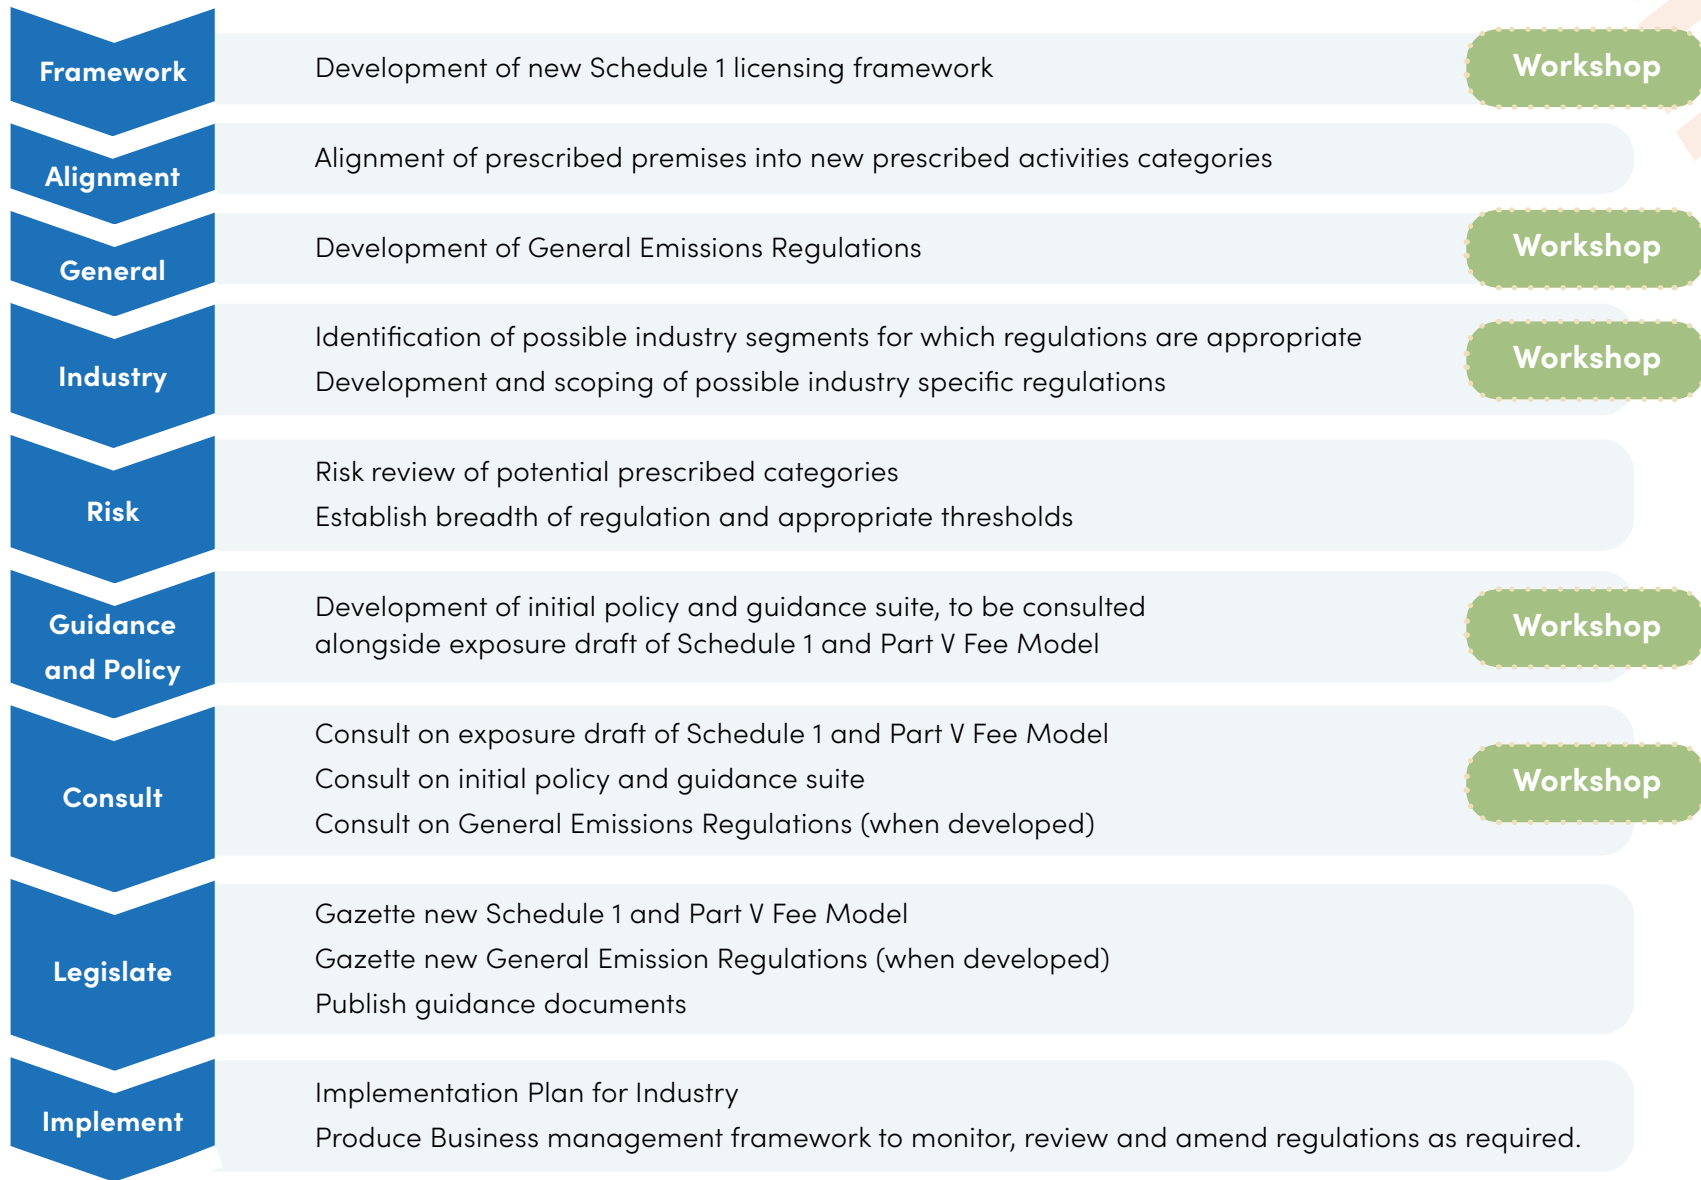 Framework
Development of new Schedule 1 licensing framework
Workshop
Alignment
Alignment of prescribed premises into new prescribed activities categories
General
Development of General Emissions Regulations
Workshop
Industry
Identification of possible industry segments for which regulations are appropriate
Development and scoping of possible industry specific regulations
Workshop
Risk
Risk review of potential prescribed categories
Establish breadth of regulation and appropriate thresholds
Guidance
and Policy
Development of initial policy and guidance suite, to be consulted
alongside exposure draft of Schedule 1 and Part V Fee Model
Workshop
Consult
Consult on exposure draft of Schedule 1 and Part V Fee Model
Consult on initial policy and guidance suite
Consult on General Emissions Regulations (when developed)
Workshop
Legislate
Gazette new Schedule 1 and Part V Fee Model
Gazette new General Emission Regulations (when developed)
Publish guidance documents
Implement
Implementation Plan for Industry
Produce Business management framework to monitor, review and amend regulations as required.